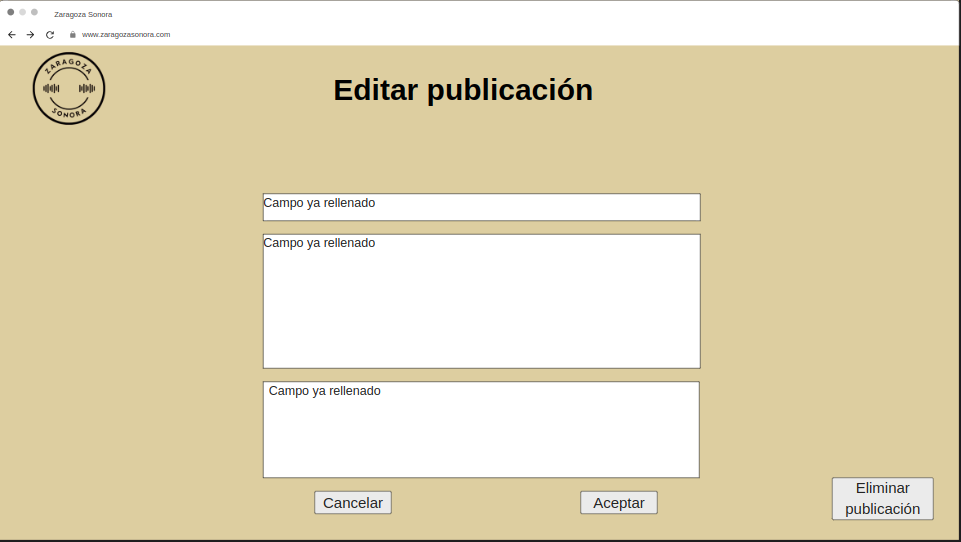 Zaragoza Sonora
www.zaragozasonora.com
ZARAGOZA
SONORA
Editar publicación
Campo ya rellenado
Campo ya rellenado
Campo ya rellenado
Cancelar
Aceptar
Eliminar
publicación